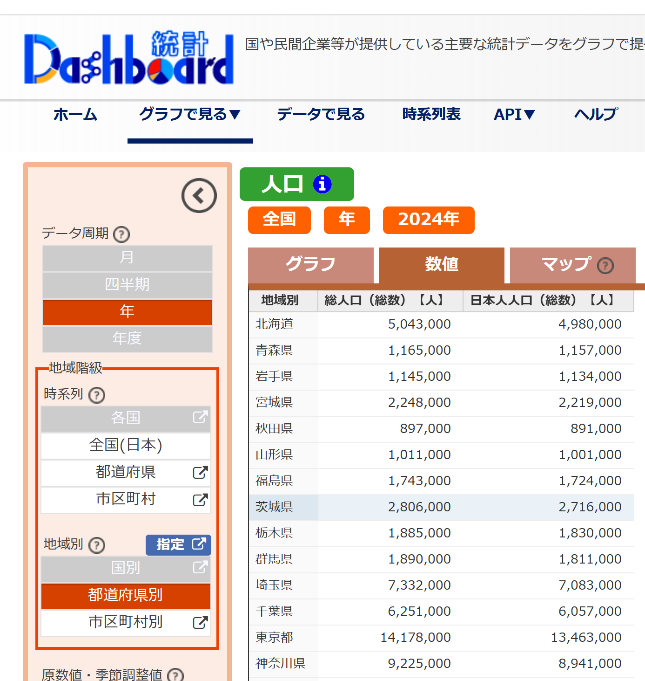 統計
Dashboard
国や民間企業等が提供している主要な統計データをグラフで提
ホーム グラフで見る▼ データで見る 時系列表 API▼ ヘルプ
データ周期 ?
月
四半期
年
年度
地域階級
時系列 ?
各国
全国(日本)
都道府県
市区町村
地域別 ? 指定
国別
都道府県別
市区町村別
原数値・季節調整値 ?
人口 i
全国 年 2024年
グラフ 数値 マップ ?
地域別 総人口（総数）【人】 日本人人口（総数）【人】
北海道 5,043,000 4,980,000
青森県 1,165,000 1,157,000
岩手県 1,145,000 1,134,000
宮城県 2,248,000 2,219,000
秋田県 897,000 891,000
山形県 1,011,000 1,001,000
福島県 1,743,000 1,724,000
茨城県 2,806,000 2,716,000
栃木県 1,885,000 1,830,000
群馬県 1,890,000 1,811,000
埼玉県 7,332,000 7,083,000
千葉県 6,251,000 6,057,000
東京都 14,178,000 13,463,000
神奈川県 9,225,000 8,941,000